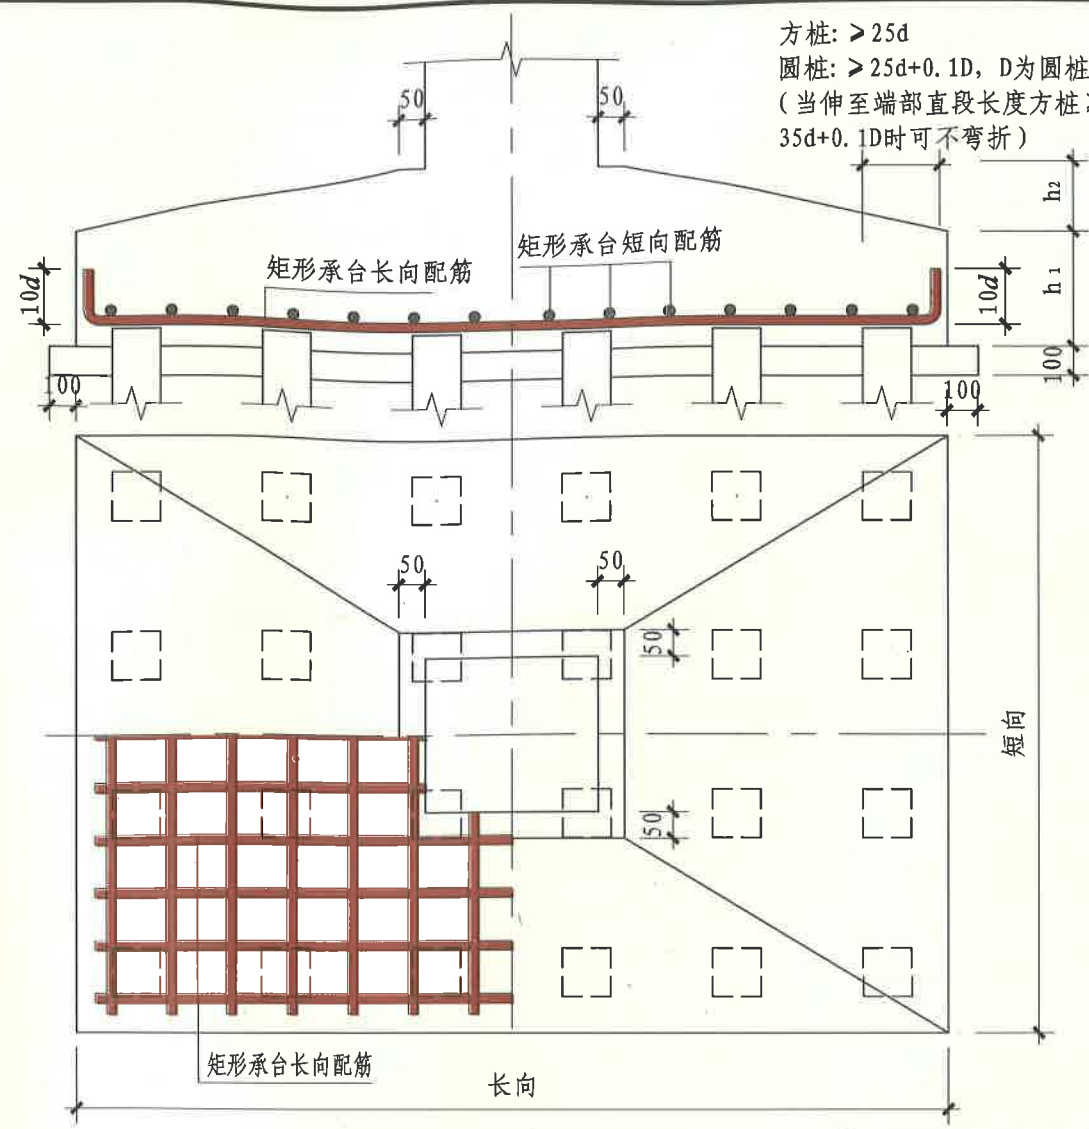 方桩: ≥25d
圆桩: ≥25d+0.1D, D为圆桩
(当伸至端部直段长度方桩
35d+0.1D时可不弯折)
50
50
h2
矩形承台短向配筋
矩形承台长向配筋
10d
10d
h1
100
100
100
50
50
50
短向
50
矩形承台长向配筋
长向